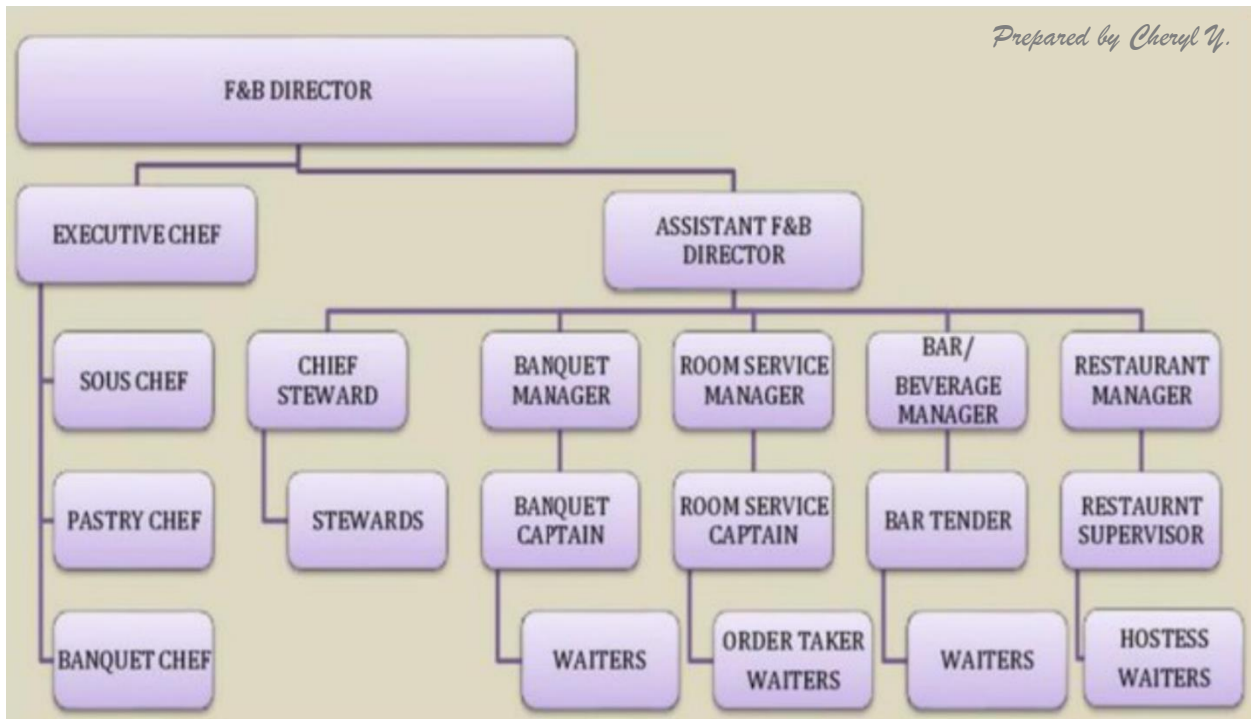 Prepared by Cheryl Y.
F&B DIRECTOR
EXECUTIVE CHEF
ASSISTANT F&B
DIRECTOR
SOUS CHEF
CHIEF
STEWARD
BANQUET
MANAGER
ROOM SERVICE
MANAGER
BAR/
BEVERAGE
MANAGER
RESTAURANT
MANAGER
PASTRY CHEF
STEWARDS
BANQUET
CAPTAIN
ROOM SERVICE
CAPTAIN
BAR TENDER
RESTAURNT
SUPERVISOR
BANQUET CHEF
WAITERS
ORDER TAKER
WAITERS
WAITERS
HOSTESS
WAITERS